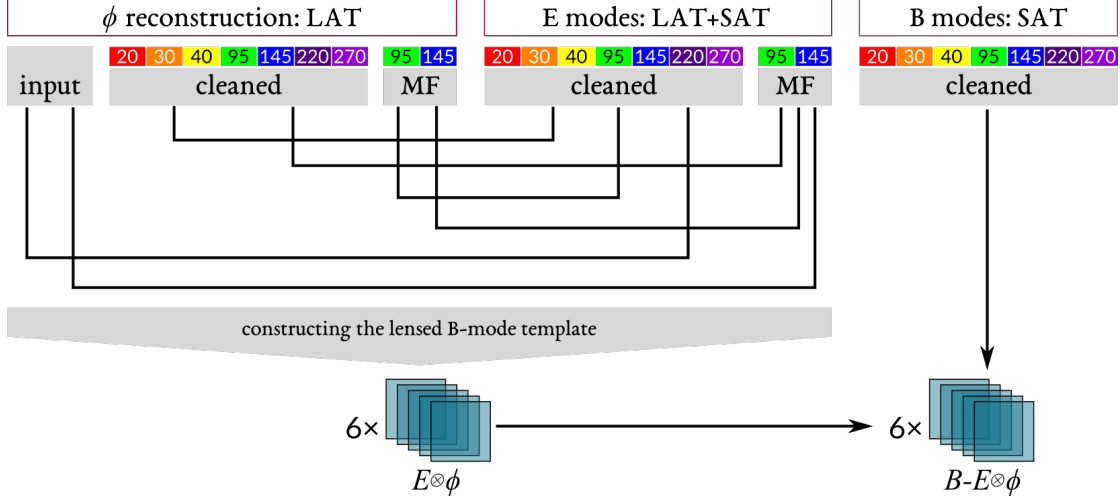 ϕ reconstruction: LAT
E modes: LAT+SAT
B modes: SAT
20 30 40 95 145 220 270
95 145
20 30 40 95 145 220 270
95 145
20 30 40 95 145 220 270
input
cleaned
MF
cleaned
MF
cleaned
constructing the lensed B-mode template
6×
6×
E⊗ϕ
B-E⊗ϕ